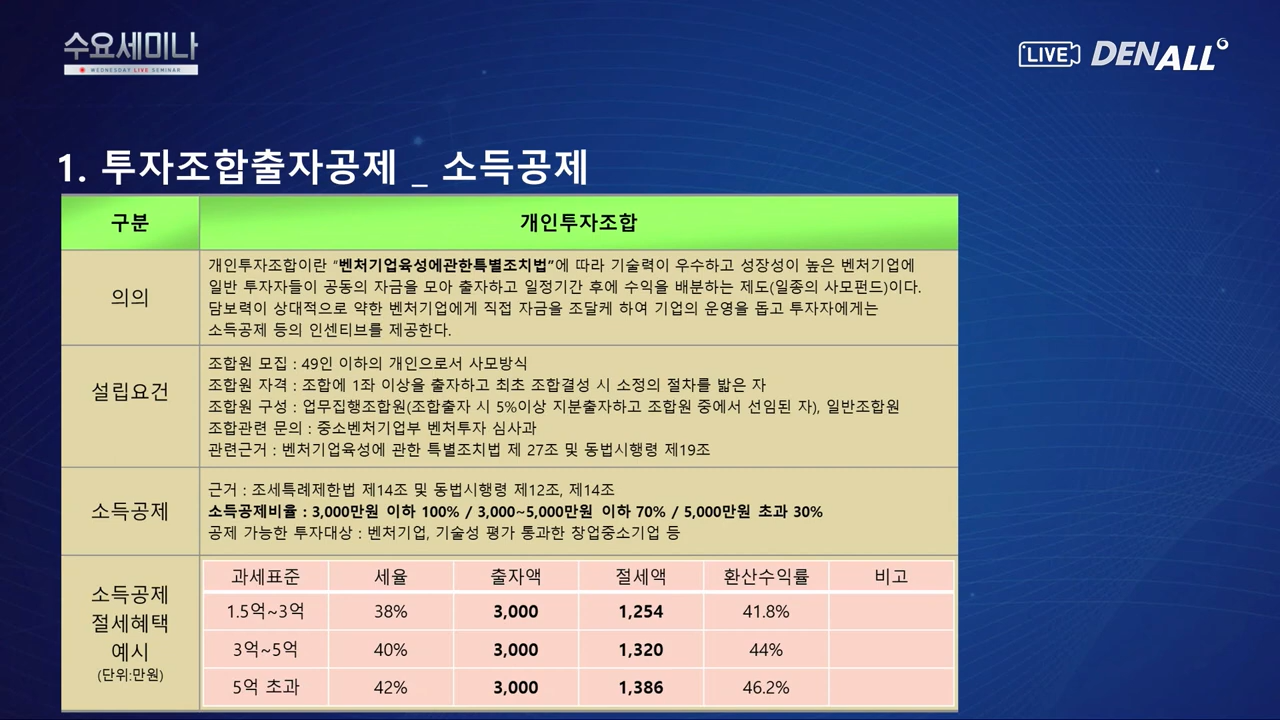 수요세미나
WEDNESDAY LIVE SEMINAR
LIVE
DENALL
1. 투자조합출자공제 _ 소득공제
구분
개인투자조합
의의
개인투자조합이란 “벤처기업육성에관한특별조치법”에 따라 기술력이 우수하고 성장성이 높은 벤처기업에
일반 투자자들이 공동의 자금을 모아 출자하고 일정기간 후에 수익을 배분하는 제도(일종의 사모펀드)이다.
담보력이 상대적으로 약한 벤처기업에게 직접 자금을 조달케 하여 기업의 운영을 돕고 투자자에게는
소득공제 등의 인센티브를 제공한다.
설립요건
조합원 모집 : 49인 이하의 개인으로서 사모방식
조합원 자격 : 조합에 1좌 이상을 출자하고 최초 조합결성 시 소정의 절차를 밟은 자
조합원 구성 : 업무집행조합원(조합출자 시 5%이상 지분출자하고 조합원 중에서 선임된 자), 일반조합원
조합관련 문의 : 중소벤처기업부 벤처투자 심사과
관련근거 : 벤처기업육성에 관한 특별조치법 제 27조 및 동법시행령 제19조
소득공제
근거 : 조세특례제한법 제14조 및 동법시행령 제12조, 제14조
소득공제비율 : 3,000만원 이하 100% / 3,000~5,000만원 이하 70% / 5,000만원 초과 30%
공제 가능한 투자대상 : 벤처기업, 기술성 평가 통과한 창업중소기업 등
소득공제
절세혜택
예시
(단위:만원)
과세표준 세율 출자액 절세액 환산수익률 비고
1.5억~3억 38% 3,000 1,254 41.8%
3억~5억 40% 3,000 1,320 44%
5억 초과 42% 3,000 1,386 46.2%